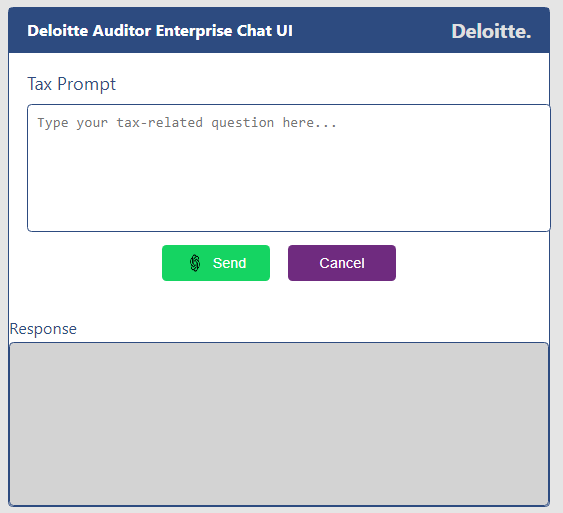 Deloitte Auditor Enterprise Chat UI
Deloitte.
Tax Prompt
Type your tax-related question here...
Send
Cancel
Response